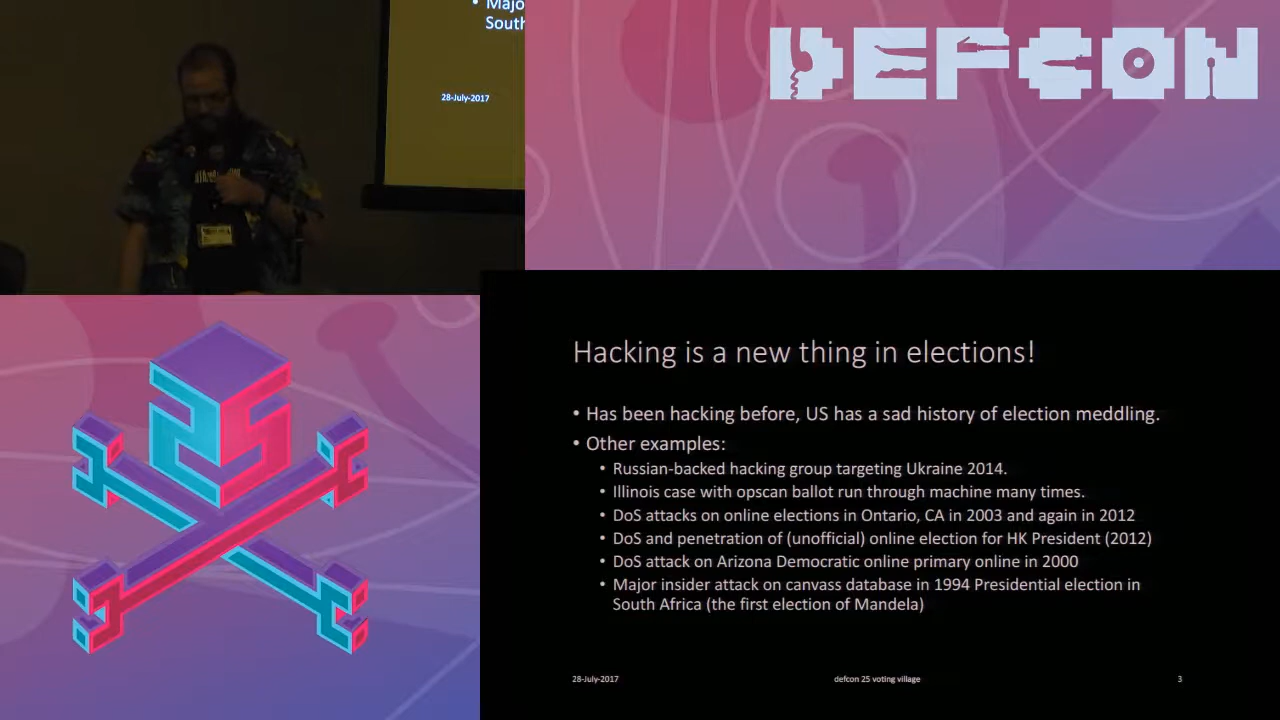 • Majo
South
28-July-2017
DEFCON
Hacking is a new thing in elections!
• Has been hacking before, US has a sad history of election meddling.
• Other examples:
• Russian-backed hacking group targeting Ukraine 2014.
• Illinois case with opscan ballot run through machine many times.
• DoS attacks on online elections in Ontario, CA in 2003 and again in 2012
• DoS and penetration of (unofficial) online election for HK President (2012)
• DoS attack on Arizona Democratic online primary online in 2000
• Major insider attack on canvass database in 1994 Presidential election in
South Africa (the first election of Mandela)
28-July-2017
defcon 25 voting village
3